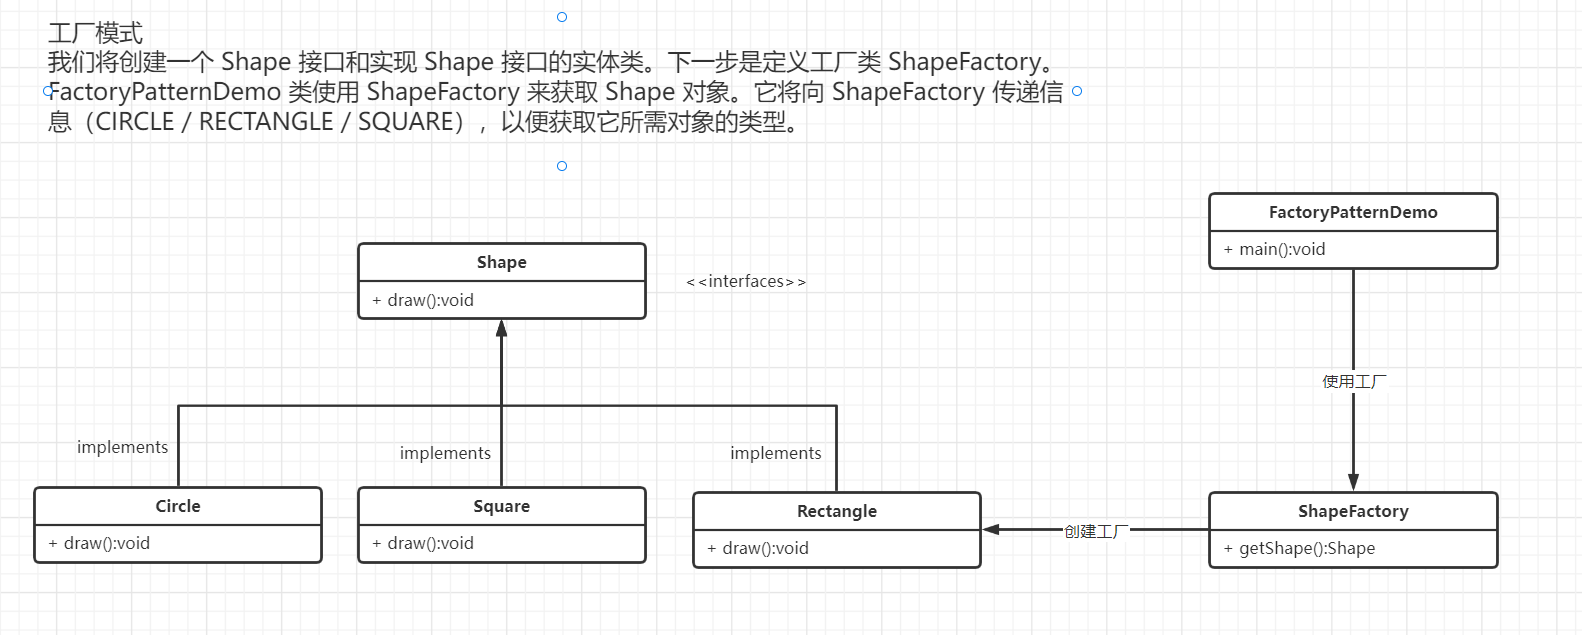 工厂模式
我们将创建一个 Shape 接口和实现 Shape 接口的实体类。下一步是定义工厂类 ShapeFactory。
FactoryPatternDemo 类使用 ShapeFactory 来获取 Shape 对象。它将向 ShapeFactory 传递信
息（CIRCLE / RECTANGLE / SQUARE），以便获取它所需对象的类型。
FactoryPatternDemo
+ main():void
Shape
<<interfaces>>
+ draw():void
使用工厂
implements
implements
implements
Circle
+ draw():void
Square
+ draw():void
Rectangle
+ draw():void
创建工厂
ShapeFactory
+ getShape():Shape